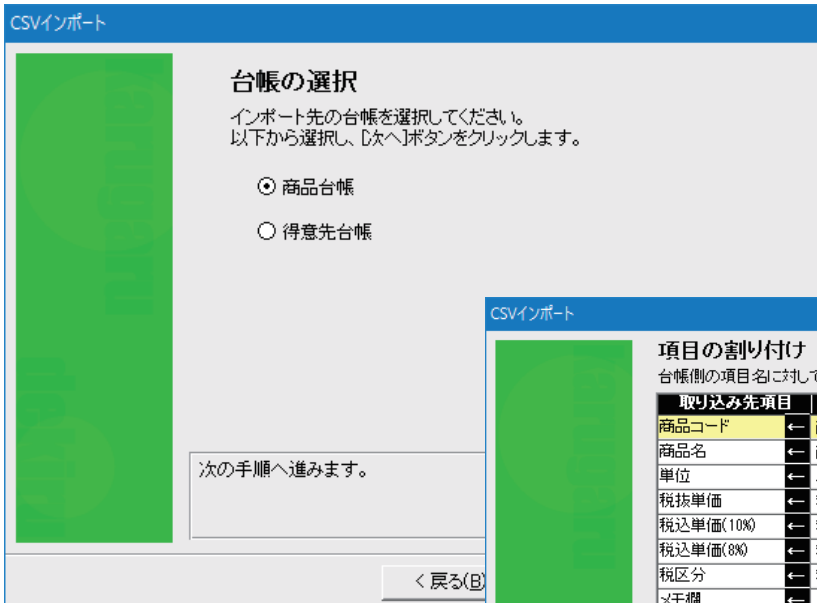 CSVインポート
台帳の選択
インポート先の台帳を選択してください。
以下から選択し、[次へ]ボタンをクリックします。
商品台帳
得意先台帳
次の手順へ進みます。
< 戻る(B)
CSVインポート
項目の割り付け
台帳側の項目名に対して
取り込み先項目
商品コード ←
商品名 ←
単位 ←
税抜単価 ←
税込単価(10%) ←
税込単価(8%) ←
税区分 ←
メモ欄 ←